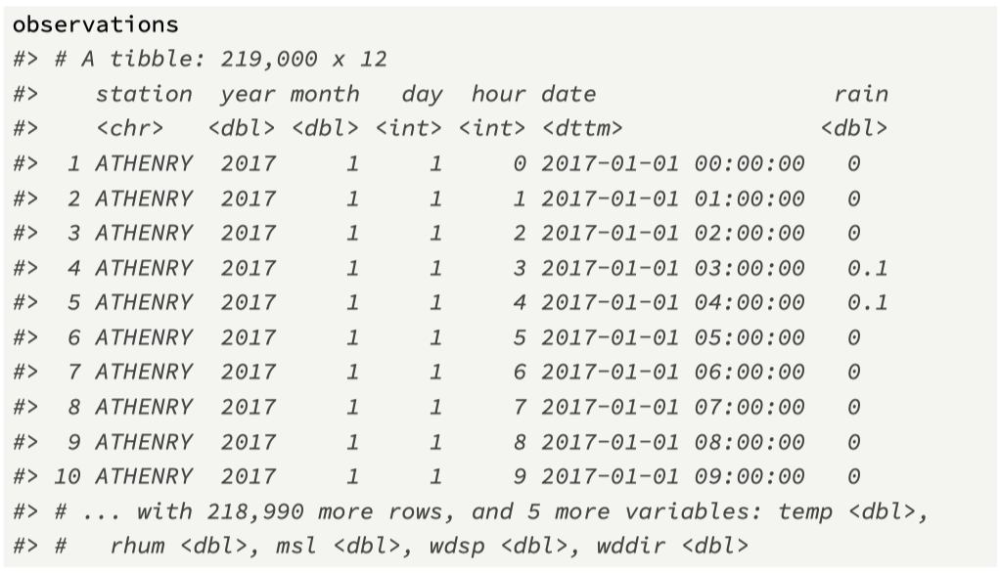 observations
#> # A tibble: 219,000 x 12
#>    station  year month   day  hour date                 rain
#>    <chr>   <dbl> <dbl> <int> <int> <dttm>              <dbl>
#>  1 ATHENRY  2017     1     1     0 2017-01-01 00:00:00   0
#>  2 ATHENRY  2017     1     1     1 2017-01-01 01:00:00   0
#>  3 ATHENRY  2017     1     1     2 2017-01-01 02:00:00   0
#>  4 ATHENRY  2017     1     1     3 2017-01-01 03:00:00   0.1
#>  5 ATHENRY  2017     1     1     4 2017-01-01 04:00:00   0.1
#>  6 ATHENRY  2017     1     1     5 2017-01-01 05:00:00   0
#>  7 ATHENRY  2017     1     1     6 2017-01-01 06:00:00   0
#>  8 ATHENRY  2017     1     1     7 2017-01-01 07:00:00   0
#>  9 ATHENRY  2017     1     1     8 2017-01-01 08:00:00   0
#> 10 ATHENRY  2017     1     1     9 2017-01-01 09:00:00   0
#> # ... with 218,990 more rows, and 5 more variables: temp <dbl>,
#> #   rhum <dbl>, msl <dbl>, wdsp <dbl>, wddir <dbl>